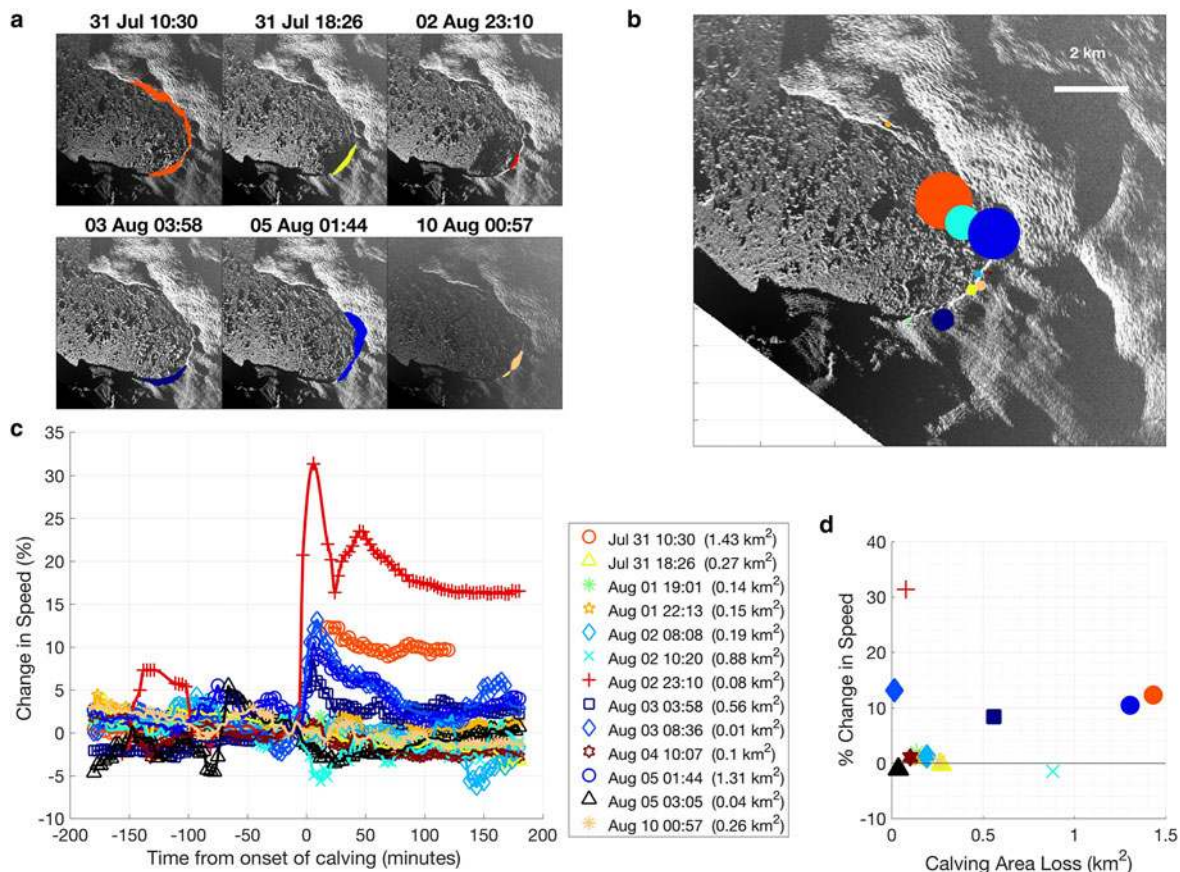 a
31 Jul 10:30
31 Jul 18:26
02 Aug 23:10
03 Aug 03:58
05 Aug 01:44
10 Aug 00:57
b
2 km
c
35
30
25
20
15
10
5
0
-5
-10
Change in Speed (%)
-200
-150
-100
-50
0
50
100
150
200
Time from onset of calving (minutes)
Jul 31 10:30 (1.43 km²)
Jul 31 18:26 (0.27 km²)
Aug 01 19:01 (0.14 km²)
Aug 01 22:13 (0.15 km²)
Aug 02 08:08 (0.19 km²)
Aug 02 10:20 (0.88 km²)
Aug 02 23:10 (0.08 km²)
Aug 03 03:58 (0.56 km²)
Aug 03 08:36 (0.01 km²)
Aug 04 10:07 (0.1 km²)
Aug 05 01:44 (1.31 km²)
Aug 05 03:05 (0.04 km²)
Aug 10 00:57 (0.26 km²)
d
40
30
20
10
0
-10
% Change in Speed
0
0.5
1
1.5
Calving Area Loss (km²)